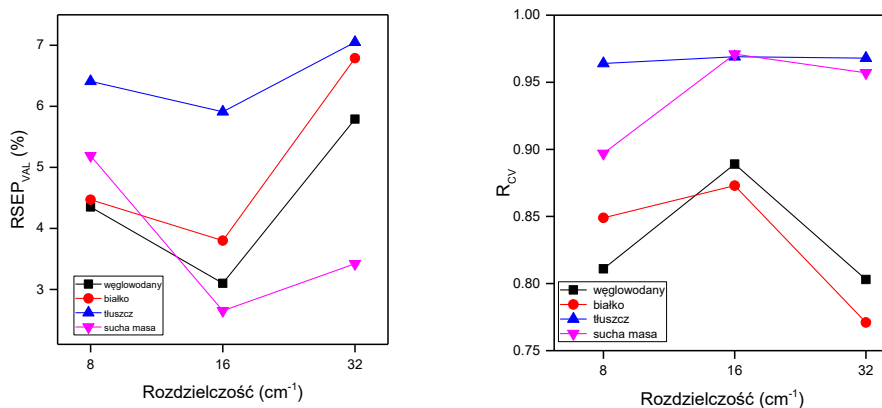 7
6
5
4
3
RSEP_VAL (%)
węglowodany
białko
tłuszcz
sucha masa
8 16 32
Rozdzielczość (cm⁻¹)
1.00
0.95
0.90
0.85
0.80
0.75
R_CV
węglowodany
białko
tłuszcz
sucha masa
8 16 32
Rozdzielczość (cm⁻¹)